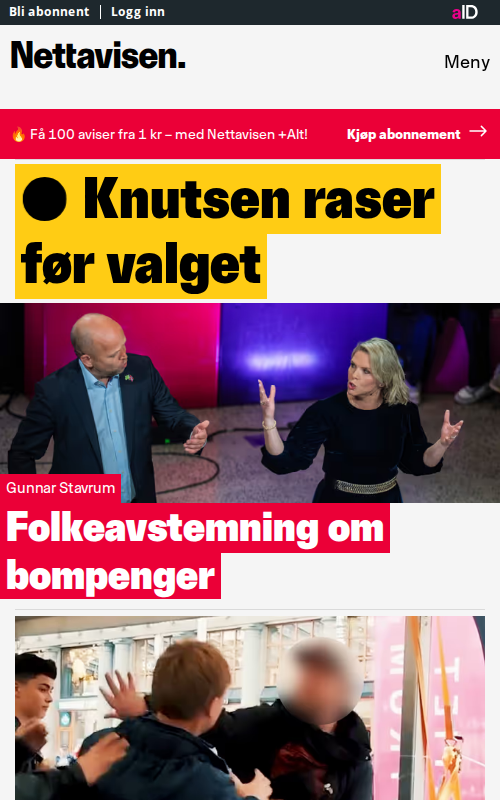 Bli abonnent | Logg inn
aID
Nettavisen.
Meny
🔥 Få 100 aviser fra 1 kr – med Nettavisen +Alt!
Kjøp abonnement →
● Knutsen raser
før valget
Gunnar Stavrum
Folkeavstemning om
bompenger